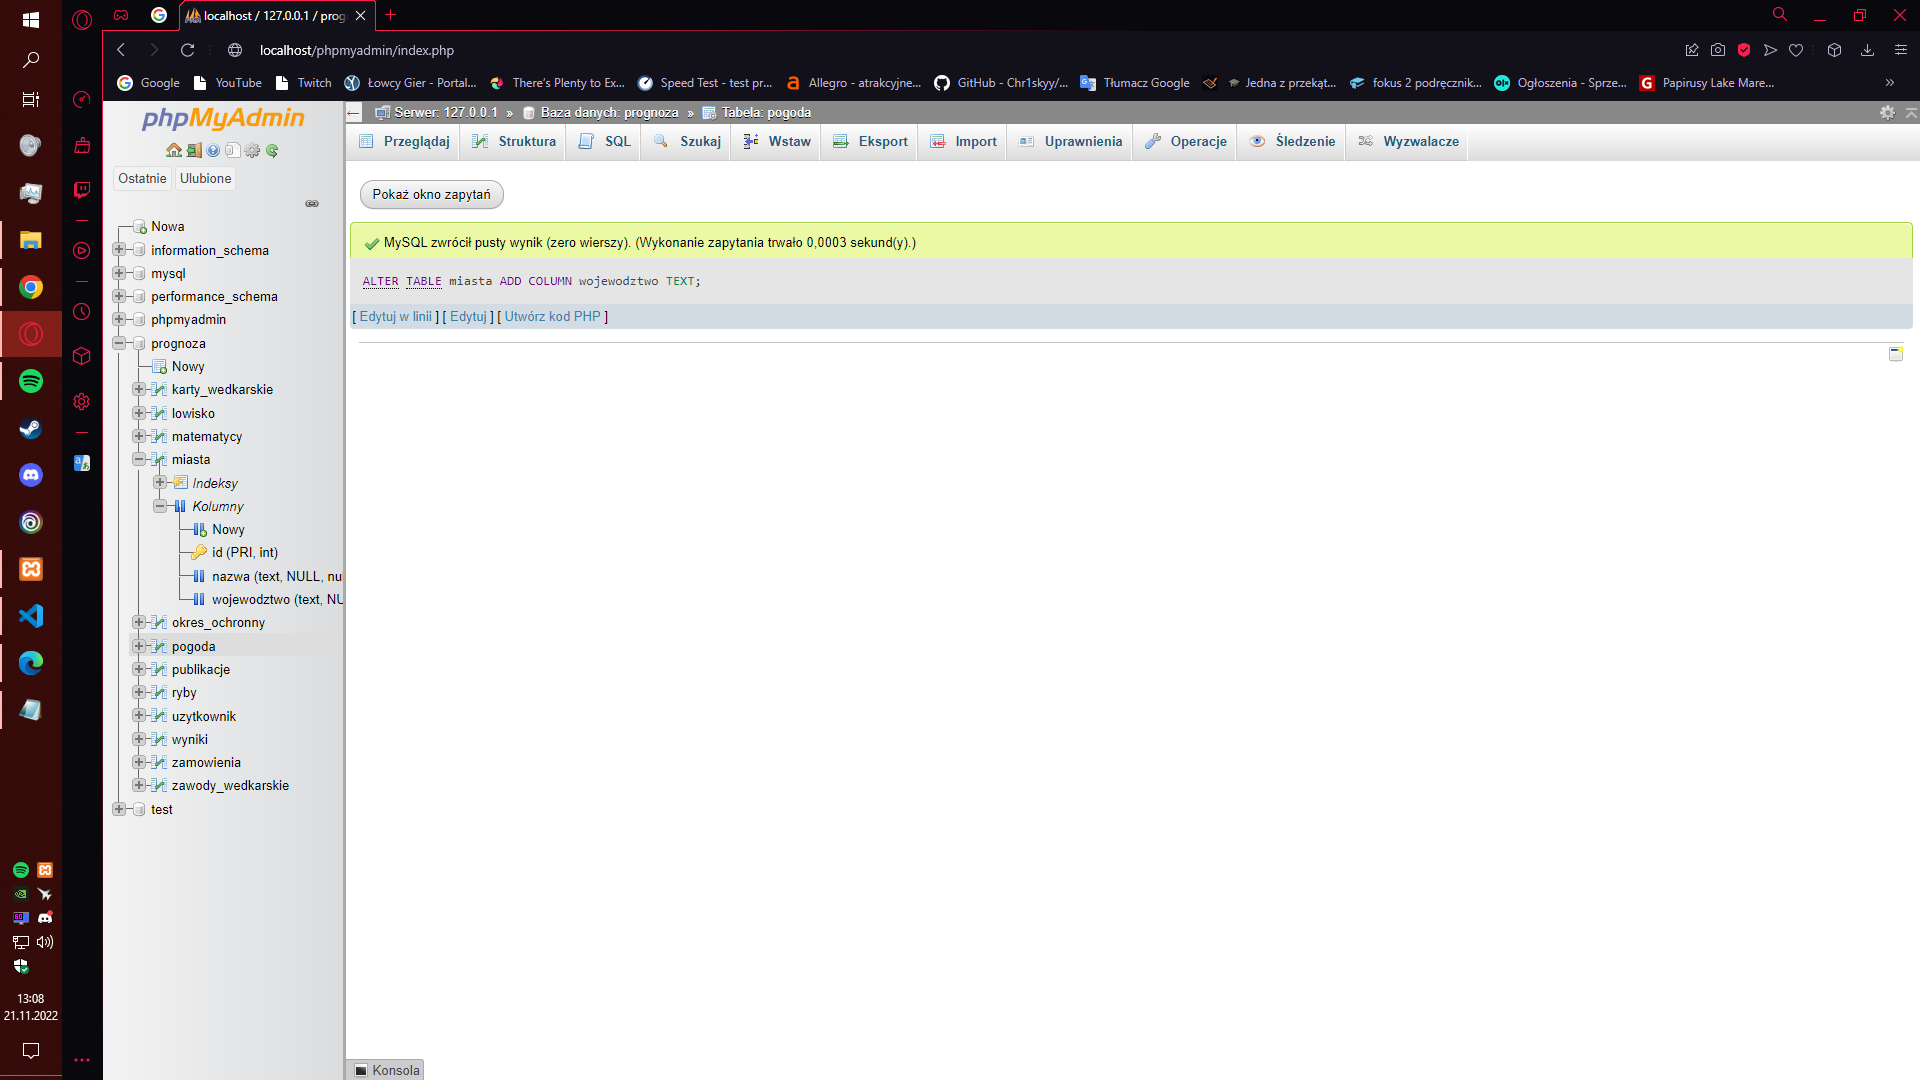 localhost / 127.0.0.1 / prog
localhost/phpmyadmin/index.php
Google
YouTube
Twitch
Łowcy Gier - Portal...
There's Plenty to Ex...
Speed Test - test pr...
Allegro - atrakcyjne...
GitHub - Chr1skyy/...
Tłumacz Google
Jedna z przekąt...
fokus 2 podręcznik...
Ogłoszenia - Sprze...
Papirusy Lake Mare...
phpMyAdmin
Ostatnie
Ulubione
Nowa
information_schema
mysql
performance_schema
phpmyadmin
prognoza
Nowy
karty_wedkarskie
lowisko
matematycy
miasta
Indeksy
Kolumny
Nowy
id (PRI, int)
nazwa (text, NULL, nu
wojewodztwo (text, NU
okres_ochronny
pogoda
publikacje
ryby
uzytkownik
wyniki
zamowienia
zawody_wedkarskie
test
Serwer: 127.0.0.1 » Baza danych: prognoza » Tabela: pogoda
Przeglądaj
Struktura
SQL
Szukaj
Wstaw
Eksport
Import
Uprawnienia
Operacje
Śledzenie
Wyzwalacze
Pokaż okno zapytań
MySQL zwrócił pusty wynik (zero wierszy). (Wykonanie zapytania trwało 0,0003 sekund(y).)
ALTER TABLE miasta ADD COLUMN wojewodztwo TEXT;
[ Edytuj w linii ] [ Edytuj ] [ Utwórz kod PHP ]
Konsola
13:08
21.11.2022